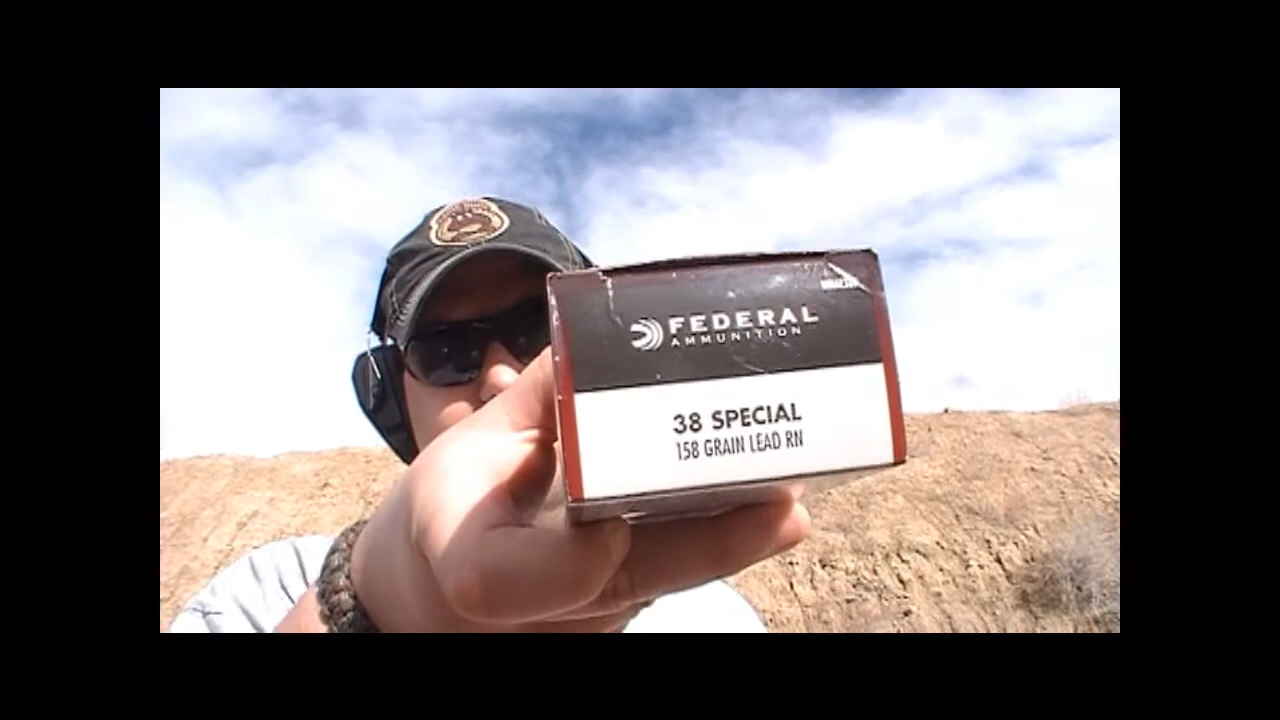 FEDERAL
AMMUNITION
38 SPECIAL
158 GRAIN LEAD RN